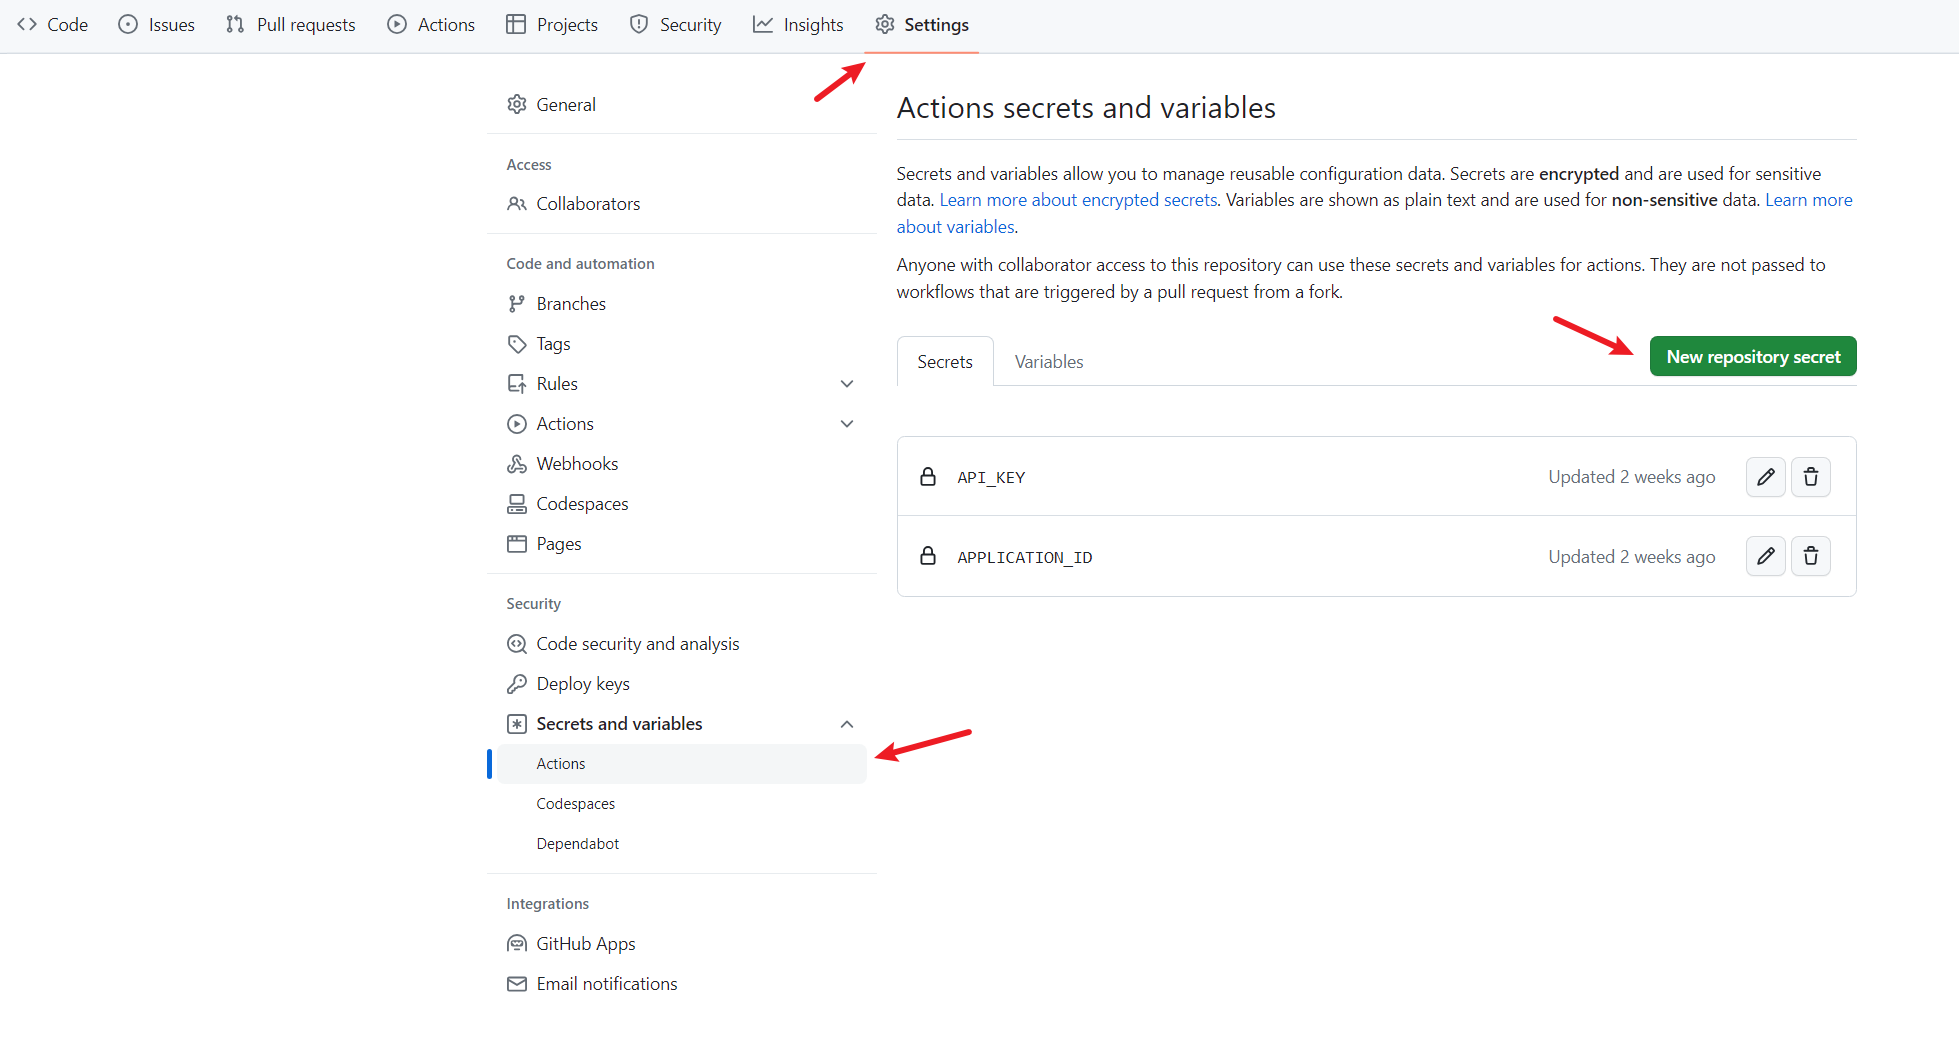 Code Issues Pull requests Actions Projects Security Insights Settings
General
Access
Collaborators
Code and automation
Branches
Tags
Rules
Actions
Webhooks
Codespaces
Pages
Security
Code security and analysis
Deploy keys
Secrets and variables
Actions
Codespaces
Dependabot
Integrations
GitHub Apps
Email notifications
Actions secrets and variables
Secrets and variables allow you to manage reusable configuration data. Secrets are encrypted and are used for sensitive
data. Learn more about encrypted secrets. Variables are shown as plain text and are used for non-sensitive data. Learn more
about variables.
Anyone with collaborator access to this repository can use these secrets and variables for actions. They are not passed to
workflows that are triggered by a pull request from a fork.
Secrets Variables New repository secret
API_KEY Updated 2 weeks ago
APPLICATION_ID Updated 2 weeks ago